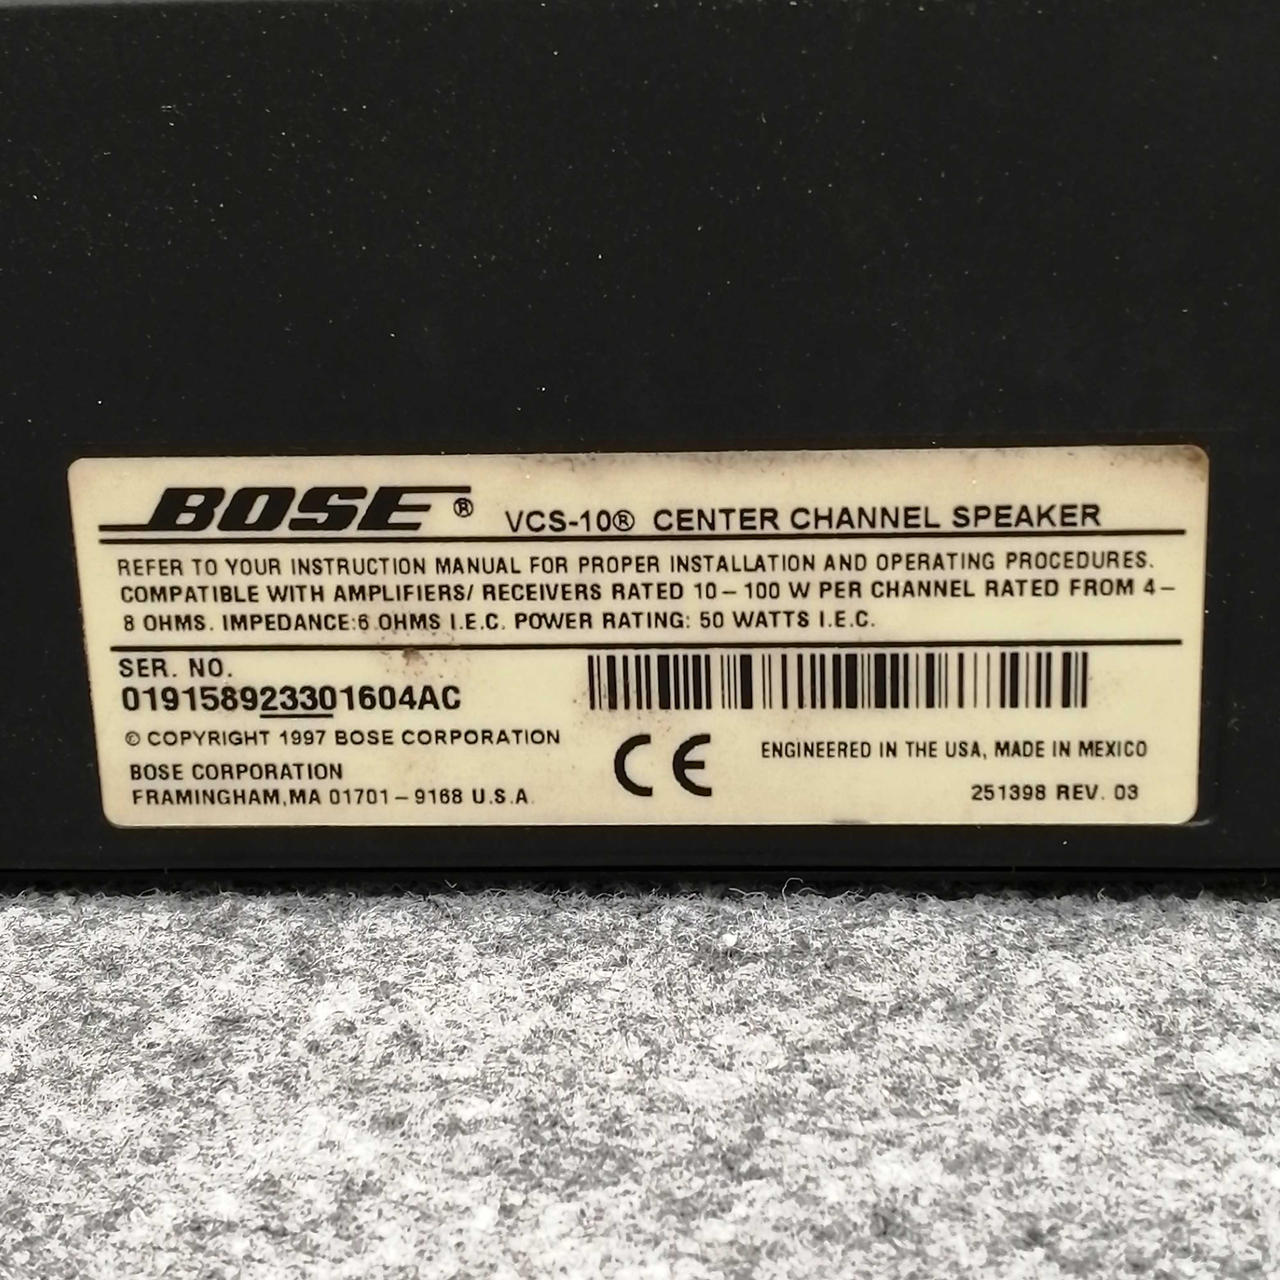 BOSE® VCS-10® CENTER CHANNEL SPEAKER
REFER TO YOUR INSTRUCTION MANUAL FOR PROPER INSTALLATION AND OPERATING PROCEDURES.
COMPATIBLE WITH AMPLIFIERS/ RECEIVERS RATED 10 – 100 W PER CHANNEL RATED FROM 4 –
8 OHMS. IMPEDANCE:6 OHMS I.E.C. POWER RATING: 50 WATTS I.E.C.
SER. NO.
019158923301604AC
© COPYRIGHT 1997 BOSE CORPORATION
BOSE CORPORATION
FRAMINGHAM,MA 01701 – 9168 U.S.A.
CE
ENGINEERED IN THE USA, MADE IN MEXICO
251398 REV. 03